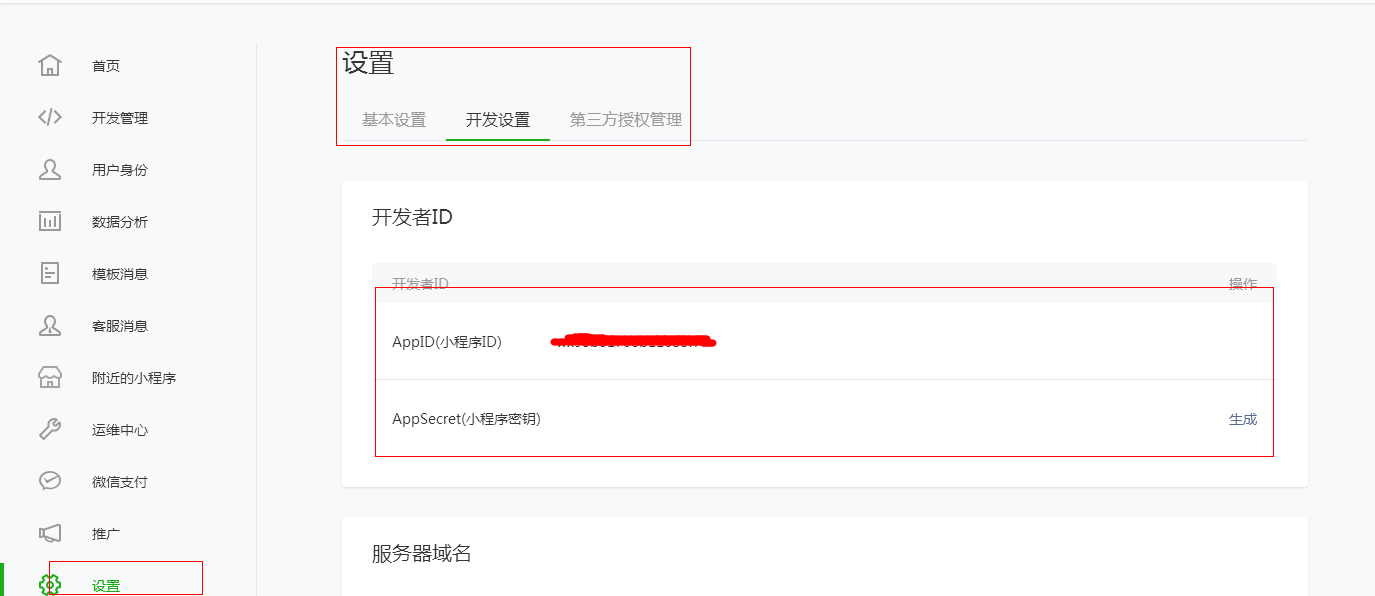 首页
开发管理
用户身份
数据分析
模板消息
客服消息
附近的小程序
运维中心
微信支付
推广
设置
设置
基本设置 开发设置 第三方授权管理
开发者ID
开发者ID 操作
AppID(小程序ID)
AppSecret(小程序密钥) 生成
服务器域名